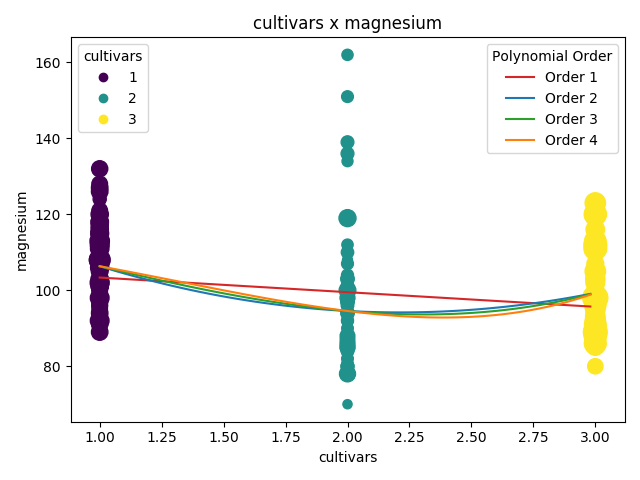 cultivars x magnesium
cultivars
1
2
3
Polynomial Order
Order 1
Order 2
Order 3
Order 4
magnesium
160
140
120
100
80
1.00 1.25 1.50 1.75 2.00 2.25 2.50 2.75 3.00
cultivars